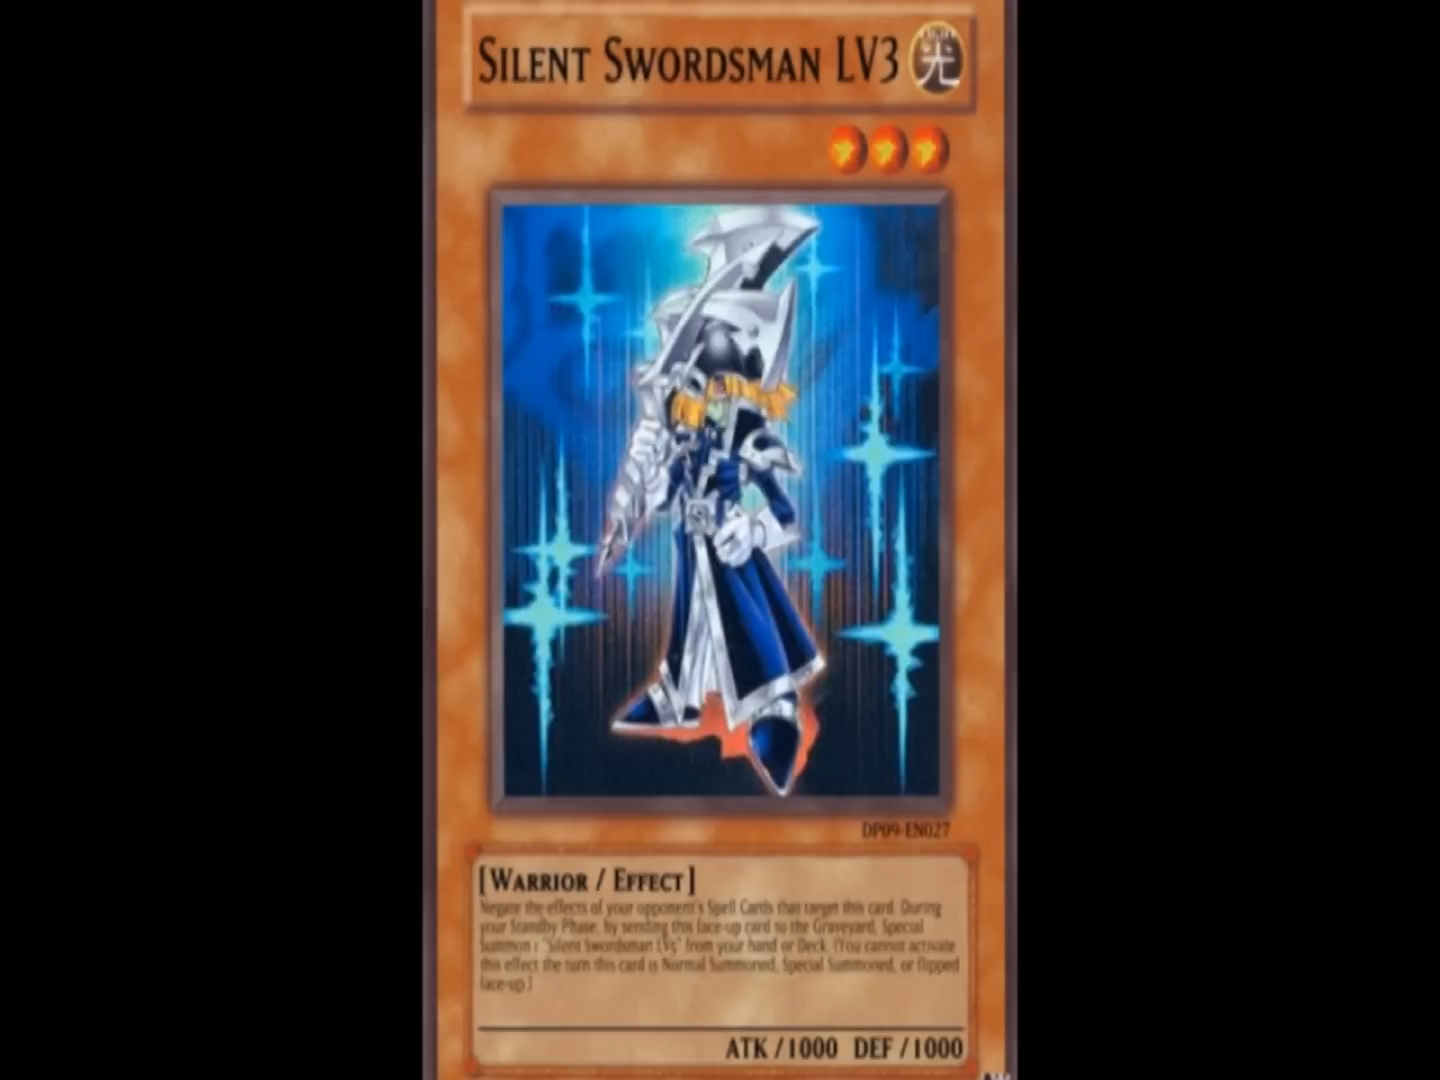 SILENT SWORDSMAN LV3
LIGHT
光
DP09-EN027
[WARRIOR / EFFECT]
Negate the effects of your opponent's Spell Cards that target this card. During
your Standby Phase, by sending this face-up card to the Graveyard, Special
Summon 1 "Silent Swordsman LV5" from your hand or Deck. (You cannot activate
this effect the turn this card is Normal Summoned, Special Summoned, or flipped
face-up.)
ATK / 1000 DEF / 1000